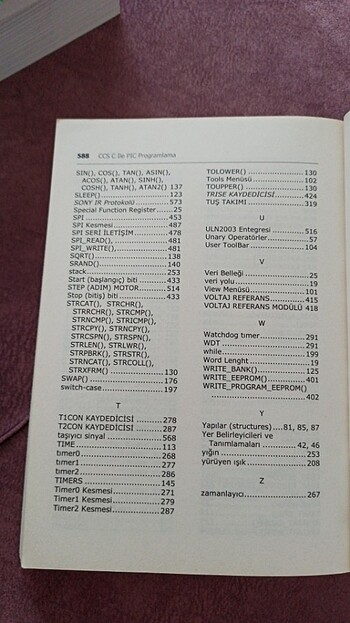 588 CCS C İle PIC Programlama
SIN(), COS(), TAN(), ASIN(),
ACOS(), ATAN(), SINH(),
COSH(), TANH(), ATAN2() 137
SLEEP() 123
SONY IR Protokolü 573
Special Function Register 25
SPI 453
SPI Kesmesi 487
SPI SERİ İLETİŞİM 478
SPI_READ(), 481
SPI_WRITE(), 481
SQRT() 138
SRAND() 140
stack 253
Start (başlangıç) biti 433
STEP (ADIM) MOTOR 514
Stop (bitiş) biti 433
STRCAT(), STRCHR(),
STRRCHR(), STRCMP(),
STRNCMP(), STRICMP(),
STRCPY(), STRNCPY(),
STRCSPN(), STRSPN(),
STRLEN(), STRLWR(),
STRPBRK(), STRSTR(),
STRNCAT(), STRCOLL(),
STRXFRM() 130
SWAP() 176
switch-case 197
T
T1CON KAYDEDİCİSİ 278
T2CON KAYDEDİCİSİ 287
taşıyıcı sinyal 568
TIME 113
tımer0 268
tımer1 277
tımer2 286
TIMERS 145
Timer0 Kesmesi 271
Timer1 Kesmesi 279
Timer2 Kesmesi 287
TOLOWER() 130
Tools Menüsü 102
TOUPPER() 130
TRISE KAYDEDİCİSİ 424
TUŞ TAKIMI 319
U
ULN2003 Entegresi 516
Unary Operatörler 57
User ToolBar 104
V
Veri Belleği 25
veri yolu 19
View Menüsü 101
VOLTAJ REFERANS 415
VOLTAJ REFERANS MODÜLÜ 418
W
Watchdog tımer 291
WDT 291
while 199
Word Lenght 19
WRITE_BANK() 125
WRITE_EEPROM() 401
WRITE_PROGRAM_EEPROM()
402
Y
Yapılar (structures) 81, 85, 87
Yer Belirleyicileri ve
Tanımlamaları 42, 46
yığın 253
yürüyen ışık 208
Z
zamanlayıcı 267